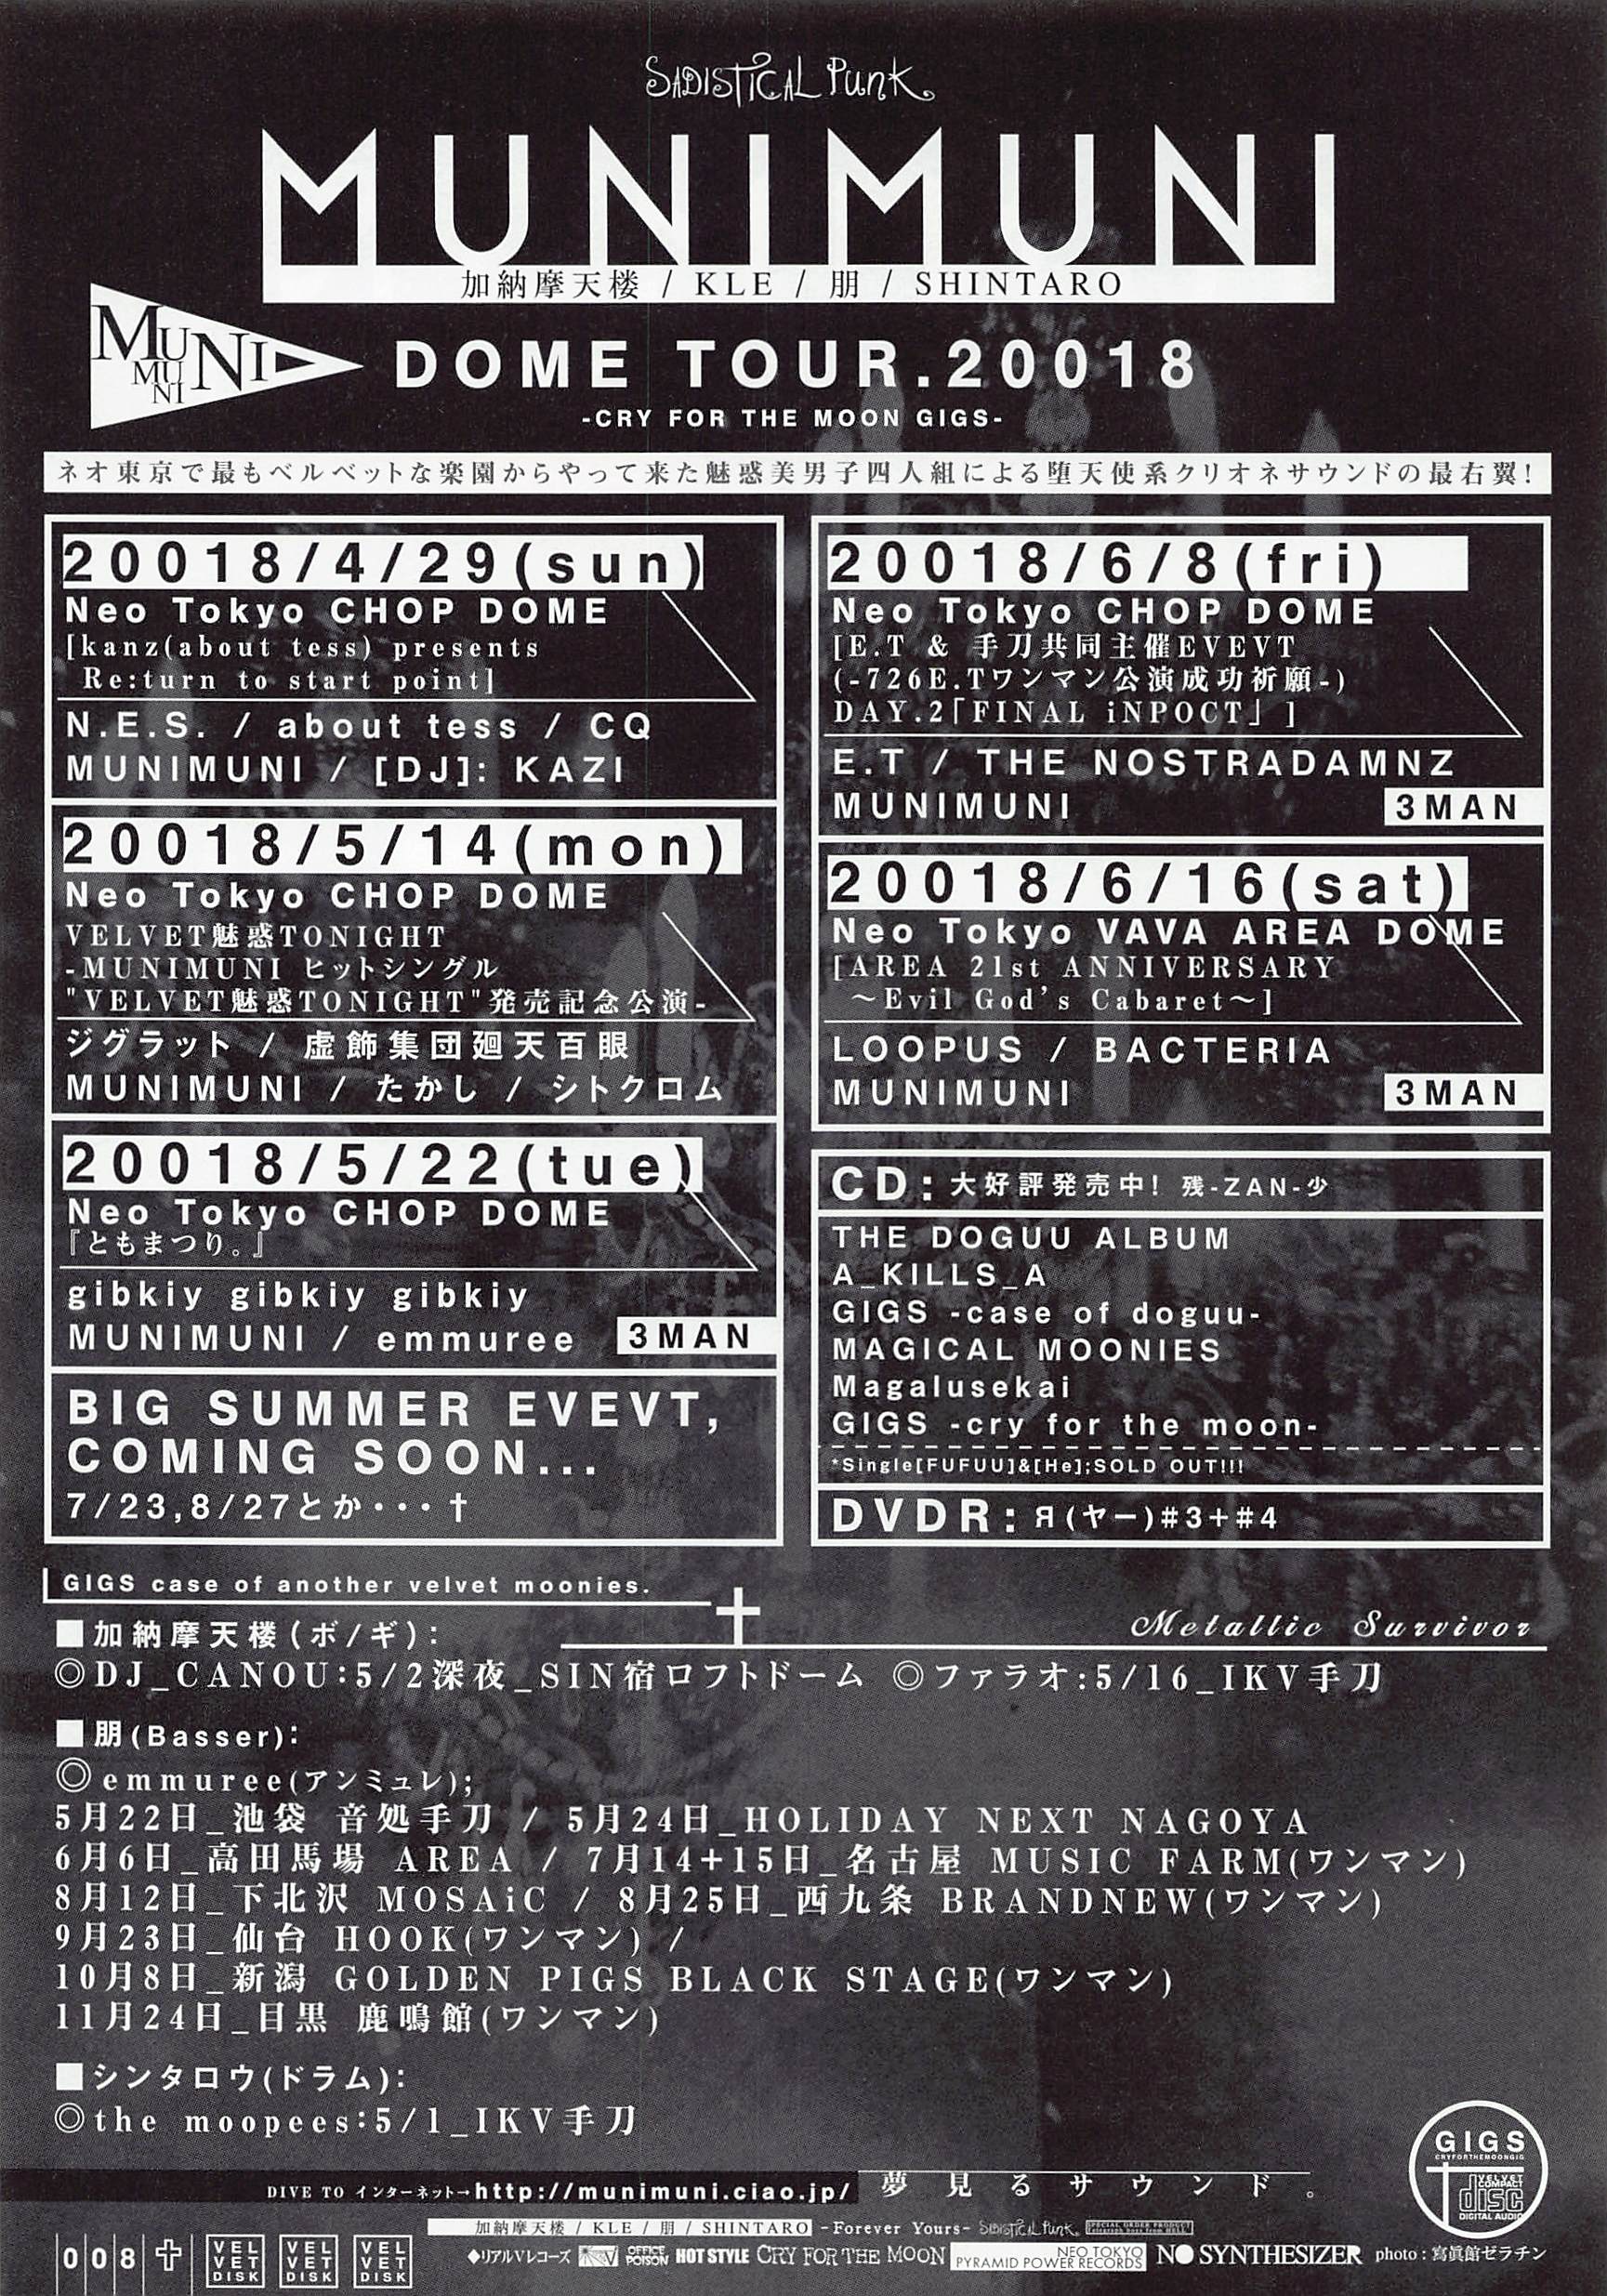 SADISTICAL PUNK
MUNIMUNI
加納摩天楼 / KLE / 朋 / SHINTARO
MUNIMUNI
DOME TOUR.20018
-CRY FOR THE MOON GIGS-
ネオ東京で最もベルベットな楽園からやって来た魅惑美男子四人組による堕天使系クリオネサウンドの最右翼!
20018/4/29(sun)
Neo Tokyo CHOP DOME
[kanz(about tess) presents
Re:turn to start point]
N.E.S. / about tess / CQ
MUNIMUNI / [DJ]: KAZI
20018/5/14(mon)
Neo Tokyo CHOP DOME
VELVET魅惑TONIGHT
-MUNIMUNI ヒットシングル
"VELVET魅惑TONIGHT"発売記念公演-
ジグラット / 虚飾集団廻天百眼
MUNIMUNI / たかし / シトクロム
20018/5/22(tue)
Neo Tokyo CHOP DOME
『ともまつり。』
gibkiy gibkiy gibkiy
MUNIMUNI / emmuree 3MAN
BIG SUMMER EVEVT,
COMING SOON...
7/23,8/27とか・・・†
20018/6/8(fri)
Neo Tokyo CHOP DOME
[E.T & 手刀共同主催EVEVT
(-726E.Tワンマン公演成功祈願-)
DAY.2「FINAL iNPOCT」]
E.T / THE NOSTRADAMNZ
MUNIMUNI 3MAN
20018/6/16(sat)
Neo Tokyo VAVA AREA DOME
[AREA 21st ANNIVERSARY
〜Evil God's Cabaret〜]
LOOPUS / BACTERIA
MUNIMUNI 3MAN
CD:大好評発売中! 残-ZAN-少
THE DOGUU ALBUM
A_KILLS_A
GIGS -case of doguu-
MAGICAL MOONIES
Magalusekai
GIGS -cry for the moon-
*Single[FUFUU]&[He];SOLD OUT!!!
DVDR:Я(ヤー)#3+#4
GIGS case of another velvet moonies.
Metallic Survivor
■加納摩天楼(ボ/ギ):
◎DJ_CANOU:5/2深夜_SIN宿ロフトドーム ◎ファラオ:5/16_IKV手刀
■朋(Basser):
◎emmuree(アンミュレ);
5月22日_池袋 音処手刀 / 5月24日_HOLIDAY NEXT NAGOYA
6月6日_高田馬場 AREA / 7月14+15日_名古屋 MUSIC FARM(ワンマン)
8月12日_下北沢 MOSAiC / 8月25日_西九条 BRANDNEW(ワンマン)
9月23日_仙台 HOOK(ワンマン) /
10月8日_新潟 GOLDEN PIGS BLACK STAGE(ワンマン)
11月24日_目黒 鹿鳴館(ワンマン)
■シンタロウ(ドラム):
◎the moopees:5/1_IKV手刀
GIGS
CRYFORTHEMOONGIG
VELVET
COMPACT
disc
DIGITAL AUDIO
DIVE TO インターネット→http://munimuni.ciao.jp/ 夢見るサウンド。
加納摩天楼 / KLE / 朋 / SHINTARO -Forever Yours- SADISTICAL PUNK
008 VELVET DISK VELVET DISK VELVET DISK
◆リアルVレコーズ OFFICE POISON HOT STYLE CRY FOR THE MOON NEO TOKYO PYRAMID POWER RECORDS NO SYNTHESIZER photo:寫眞館ゼラチン